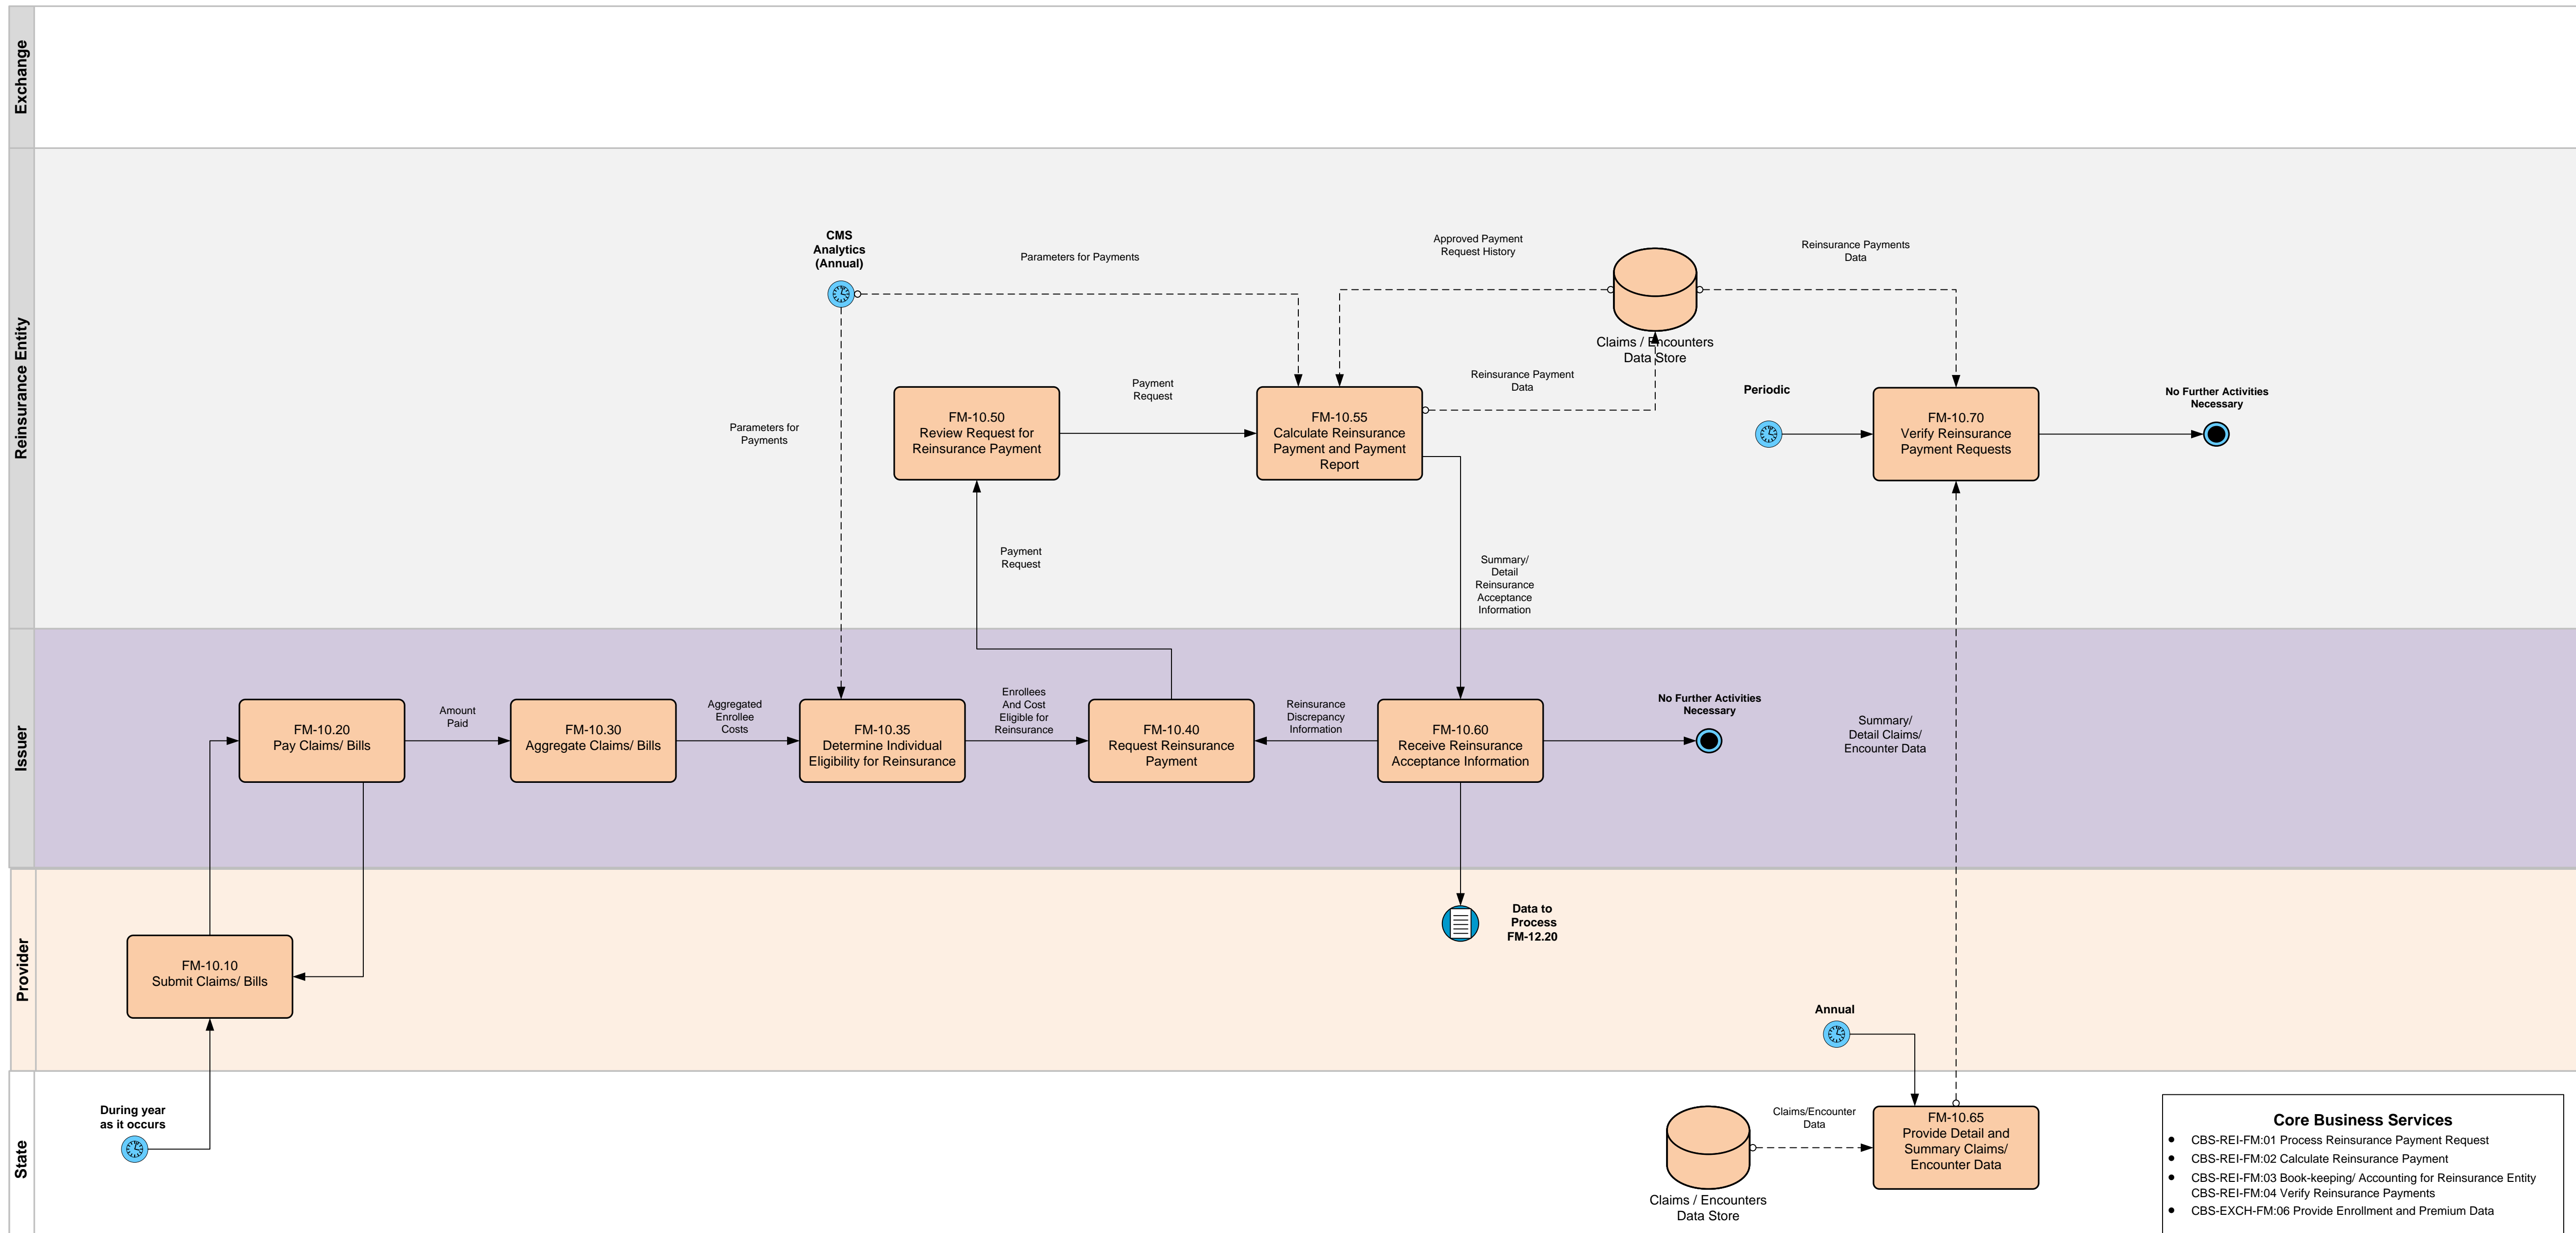 Exchange
Reinsurance Entity
CMS
Analytics
(Annual)
Parameters for Payments
Approved Payment
Request History
Reinsurance Payments
Data
Claims / Encounters
Data Store
Parameters for
Payments
FM-10.50
Review Request for
Reinsurance Payment
Payment
Request
FM-10.55
Calculate Reinsurance
Payment and Payment
Report
Reinsurance Payment
Data
Periodic
FM-10.70
Verify Reinsurance
Payment Requests
No Further Activities
Necessary
Payment
Request
Summary/
Detail
Reinsurance
Acceptance
Information
Issuer
FM-10.20
Pay Claims/ Bills
Amount
Paid
FM-10.30
Aggregate Claims/ Bills
Aggregated
Enrollee
Costs
FM-10.35
Determine Individual
Eligibility for Reinsurance
Enrollees
And Cost
Eligible for
Reinsurance
FM-10.40
Request Reinsurance
Payment
Reinsurance
Discrepancy
Information
FM-10.60
Receive Reinsurance
Acceptance Information
No Further Activities
Necessary
Summary/
Detail Claims/
Encounter Data
Provider
FM-10.10
Submit Claims/ Bills
Data to
Process
FM-12.20
Annual
State
During year
as it occurs
Claims / Encounters
Data Store
Claims/Encounter
Data
FM-10.65
Provide Detail and
Summary Claims/
Encounter Data
Core Business Services
● CBS-REI-FM:01 Process Reinsurance Payment Request
● CBS-REI-FM:02 Calculate Reinsurance Payment
● CBS-REI-FM:03 Book-keeping/ Accounting for Reinsurance Entity
CBS-REI-FM:04 Verify Reinsurance Payments
● CBS-EXCH-FM:06 Provide Enrollment and Premium Data